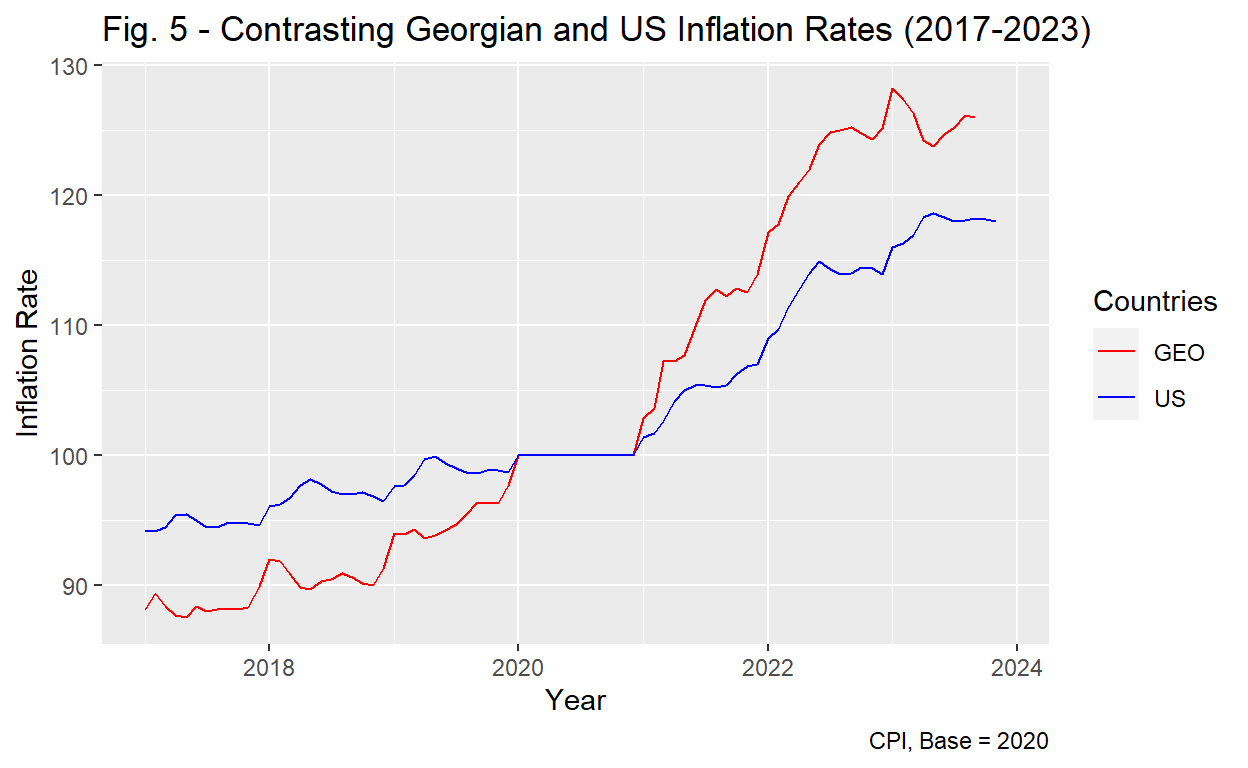 Fig. 5 - Contrasting Georgian and US Inflation Rates (2017-2023)
130
120
110
100
90
Inflation Rate
2018 2020 2022 2024
Year
Countries
GEO
US
CPI, Base = 2020